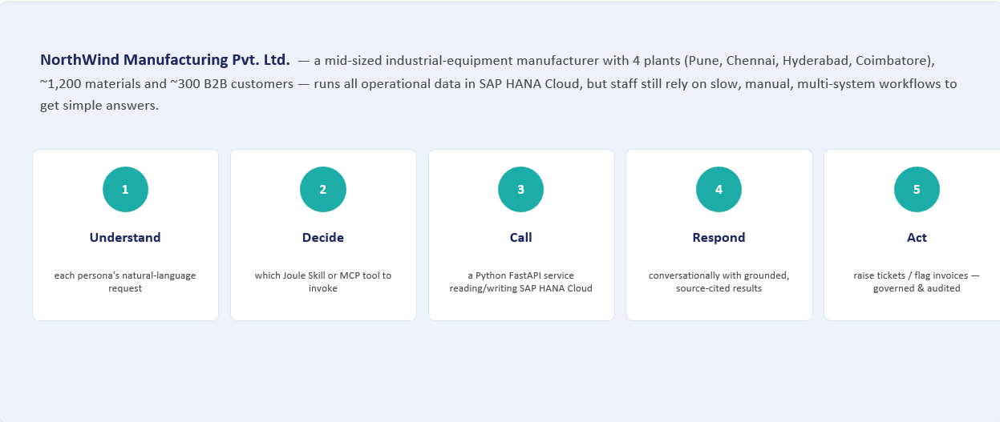 NorthWind Manufacturing Pvt. Ltd. — a mid-sized industrial-equipment manufacturer with 4 plants (Pune, Chennai, Hyderabad, Coimbatore),
~1,200 materials and ~300 B2B customers — runs all operational data in SAP HANA Cloud, but staff still rely on slow, manual, multi-system workflows to
get simple answers.
1
Understand
each persona's natural-language
request
2
Decide
which Joule Skill or MCP tool to
invoke
3
Call
a Python FastAPI service
reading/writing SAP HANA Cloud
4
Respond
conversationally with grounded,
source-cited results
5
Act
raise tickets / flag invoices —
governed & audited